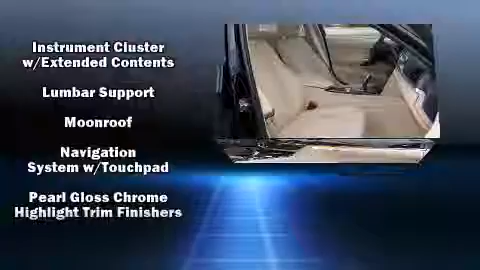 Instrument Cluster
w/Extended Contents
Lumbar Support
Moonroof
Navigation
System w/Touchpad
Pearl Gloss Chrome
Highlight Trim Finishers